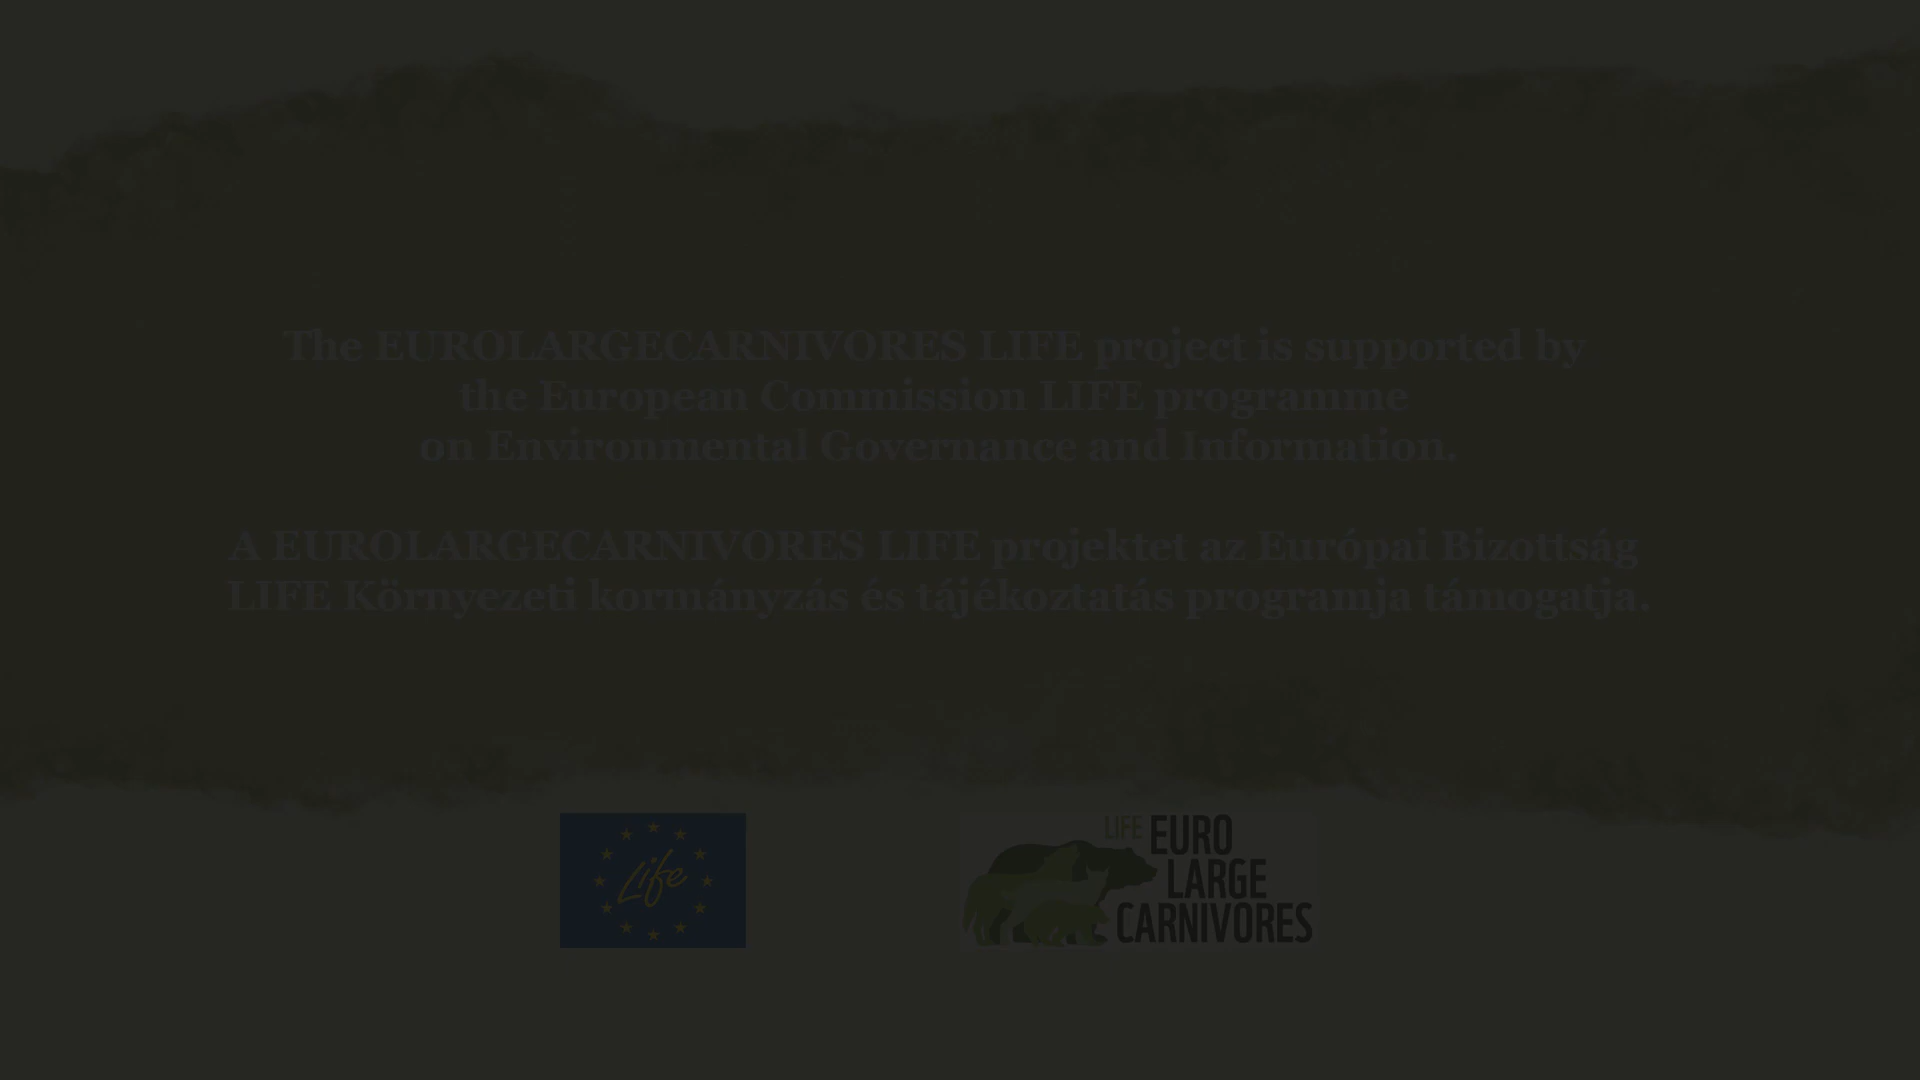 The EUROLARGECARNIVORES LIFE project is supported by
the European Commission LIFE programme
on Environmental Governance and Information.
A EUROLARGECARNIVORES LIFE projektet az Európai Bizottság
LIFE Környezeti kormányzás és tájékoztatás programja támogatja.
Life
LIFE EURO
LARGE
CARNIVORES